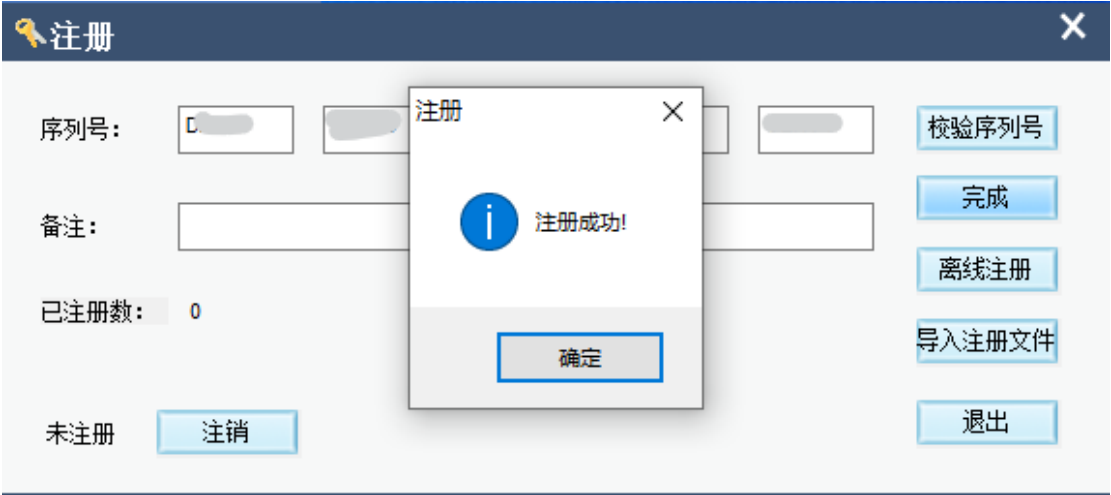 注册
序列号：
D
校验序列号
备注：
完成
已注册数： 0
离线注册
导入注册文件
未注册 注销
退出
注册
注册成功!
确定